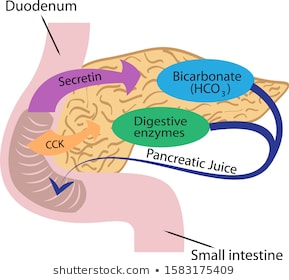 Duodenum
Secretin
Bicarbonate
(HCO3)
Digestive
enzymes
CCK
Pancreatic Juice
Small intestine
shutterstock.com · 1583175409